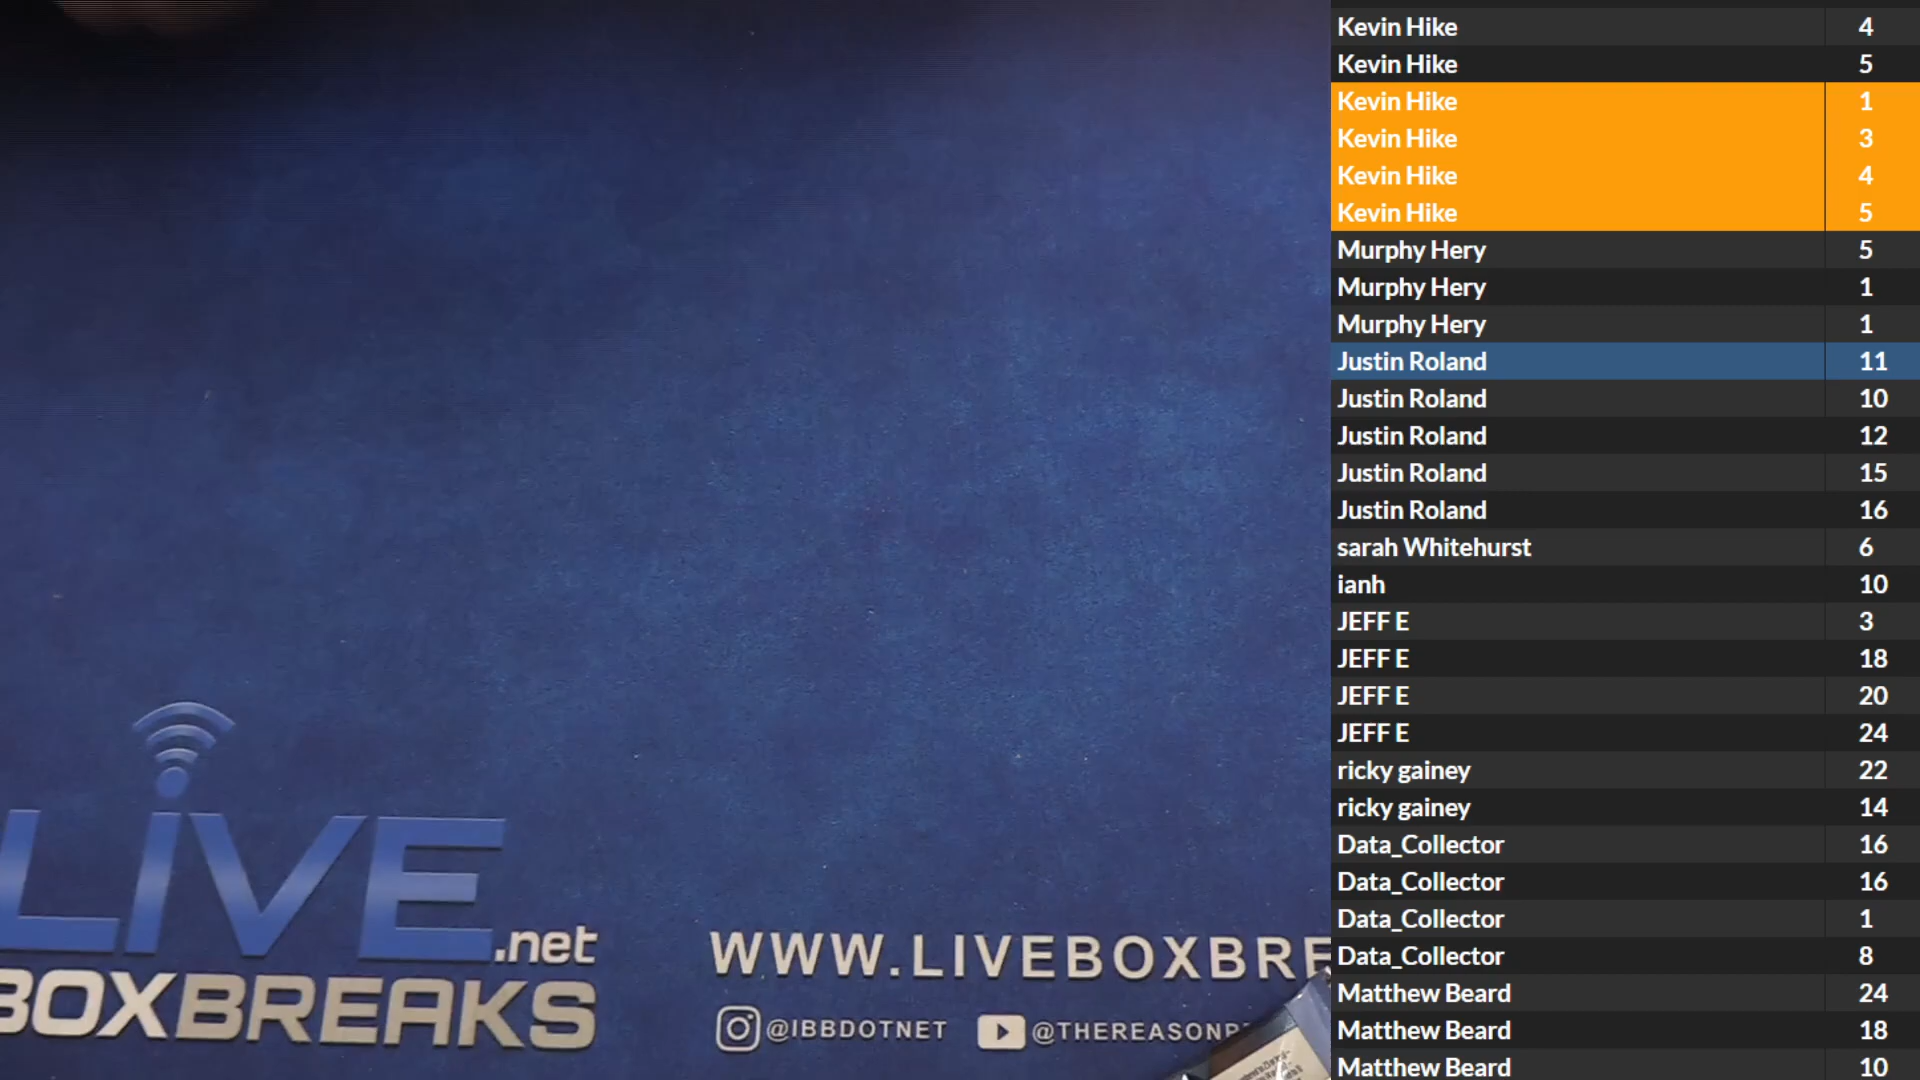 Kevin Hike 4
Kevin Hike 5
Kevin Hike 1
Kevin Hike 3
Kevin Hike 4
Kevin Hike 5
Murphy Hery 5
Murphy Hery 1
Murphy Hery 1
Justin Roland 11
Justin Roland 10
Justin Roland 12
Justin Roland 15
Justin Roland 16
sarah Whitehurst 6
ianh 10
JEFF E 3
JEFF E 18
JEFF E 20
JEFF E 24
ricky gainey 22
ricky gainey 14
Data_Collector 16
Data_Collector 16
Data_Collector 1
Data_Collector 8
Matthew Beard 24
Matthew Beard 18
Matthew Beard 10
LIVE.net
BOXBREAKS
WWW.LIVEBOXBRE
@IBBDOTNET @THEREASONP